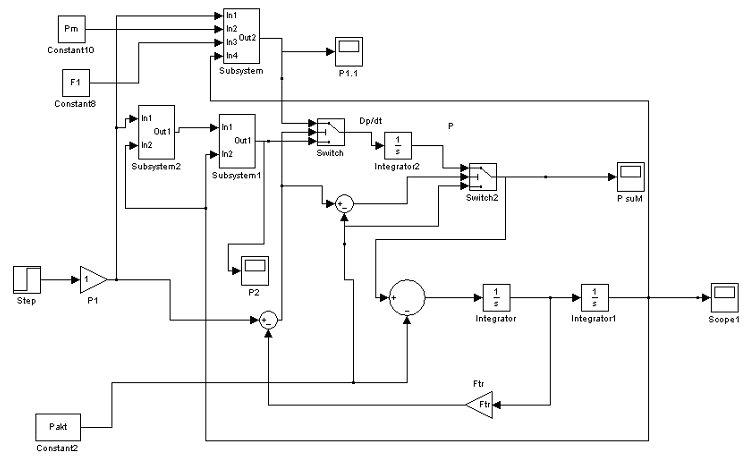 Pm
Constant10
In1
In2
Out2
In3
In4
Subsystem
P1.1
F1
Constant8
In1
Out1
In2
Subsystem2
In1
Out1
In2
Subsystem1
Switch
Dp/dt
1
s
Integrator2
P
Switch2
P suM
P2
Step
1
P1
1
s
Integrator
1
s
Integrator1
Scope1
Ftr
Ftr
Pakt
Constant2